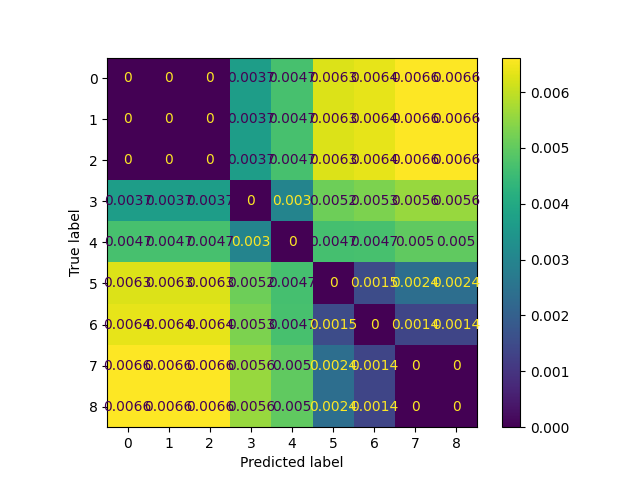 0 0 0 0 0.0037 0.0047 0.0063 0.0064 0.0066 0.0066
1 0 0 0 0.0037 0.0047 0.0063 0.0064 0.0066 0.0066
2 0 0 0 0.0037 0.0047 0.0063 0.0064 0.0066 0.0066
3 0.0037 0.0037 0.0037 0 0.003 0.0052 0.0053 0.0056 0.0056
4 0.0047 0.0047 0.0047 0.003 0 0.0047 0.0047 0.005 0.005
5 0.0063 0.0063 0.0063 0.0052 0.0047 0 0.0015 0.0024 0.0024
6 0.0064 0.0064 0.0064 0.0053 0.0047 0.0015 0 0.0014 0.0014
7 0.0066 0.0066 0.0066 0.0056 0.005 0.0024 0.0014 0 0
8 0.0066 0.0066 0.0066 0.0056 0.005 0.0024 0.0014 0 0
0 1 2 3 4 5 6 7 8
Predicted label
True label
0.006
0.005
0.004
0.003
0.002
0.001
0.000